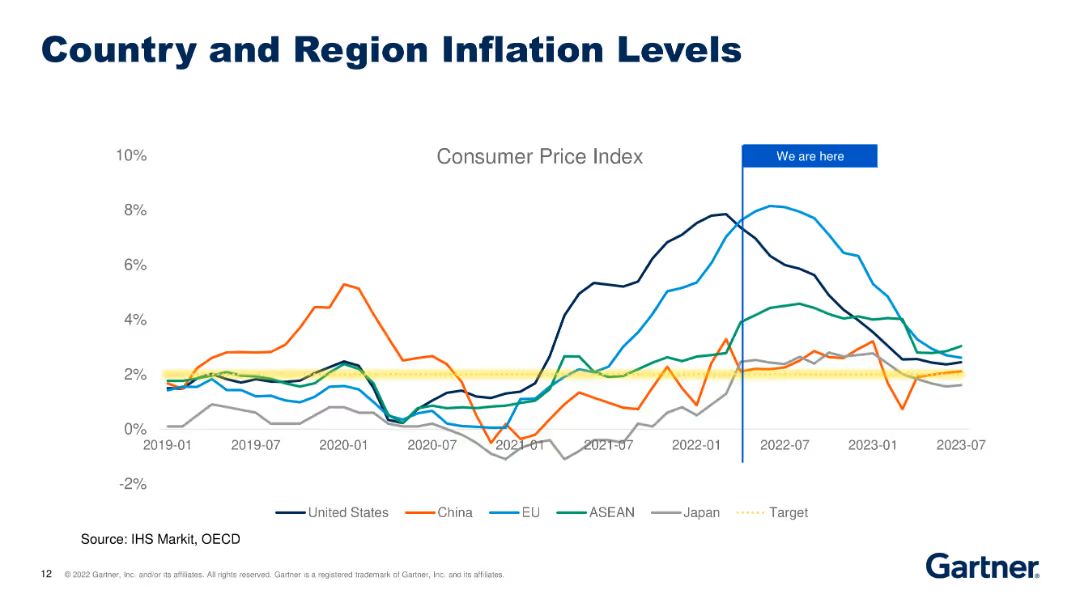 Country and Region Inflation Levels
Consumer Price Index
We are here
10%
8%
6%
4%
2%
0%
-2%
2019-01 2019-07 2020-01 2020-07 2021-01 2021-07 2022-01 2022-07 2023-01 2023-07
United States China EU ASEAN Japan Target
Source: IHS Markit, OECD
12 © 2022 Gartner, Inc. and/or its affiliates. All rights reserved. Gartner is a registered trademark of Gartner, Inc. and its affiliates.
Gartner®